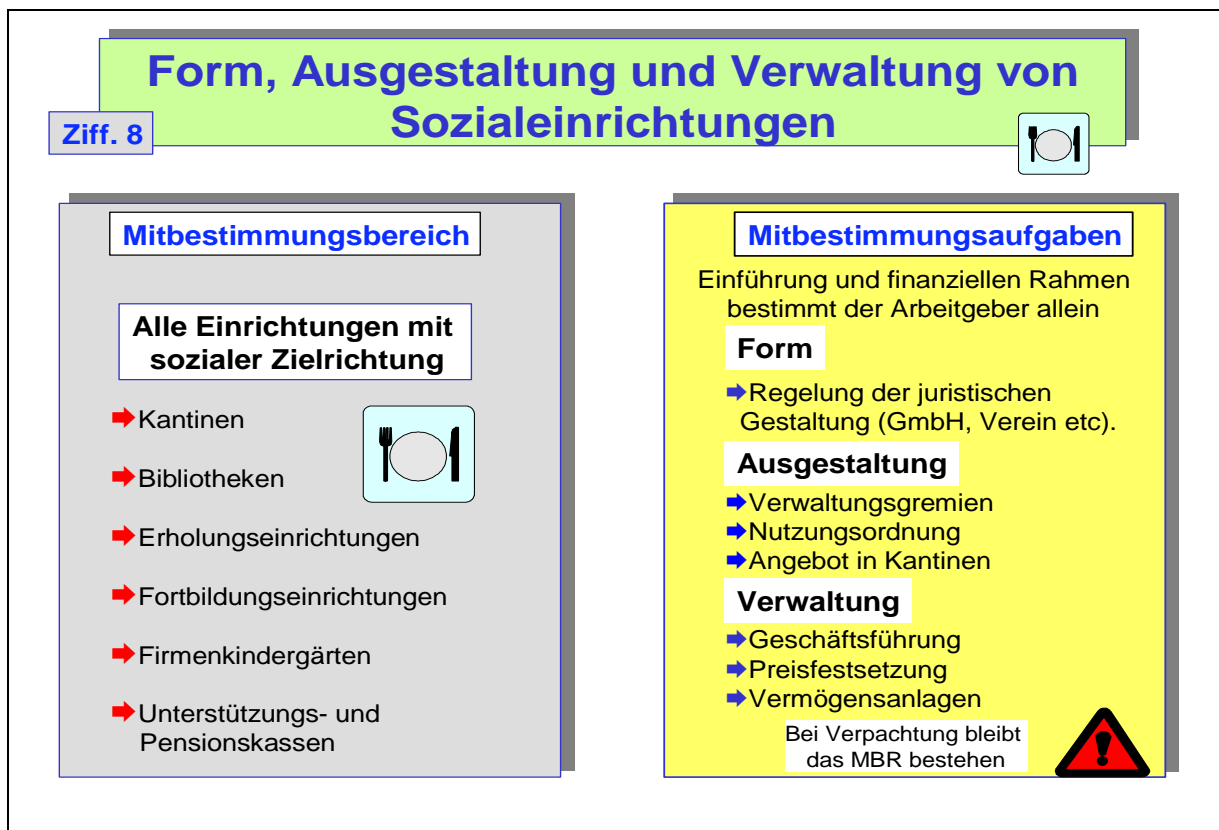 Form, Ausgestaltung und Verwaltung von
Sozialeinrichtungen
Ziff. 8
Mitbestimmungsbereich
Alle Einrichtungen mit
sozialer Zielrichtung
Kantinen
Bibliotheken
Erholungseinrichtungen
Fortbildungseinrichtungen
Firmenkindergärten
Unterstützungs- und
Pensionskassen
Mitbestimmungsaufgaben
Einführung und finanziellen Rahmen
bestimmt der Arbeitgeber allein
Form
Regelung der juristischen
Gestaltung (GmbH, Verein etc).
Ausgestaltung
Verwaltungsgremien
Nutzungsordnung
Angebot in Kantinen
Verwaltung
Geschäftsführung
Preisfestsetzung
Vermögensanlagen
Bei Verpachtung bleibt
das MBR bestehen